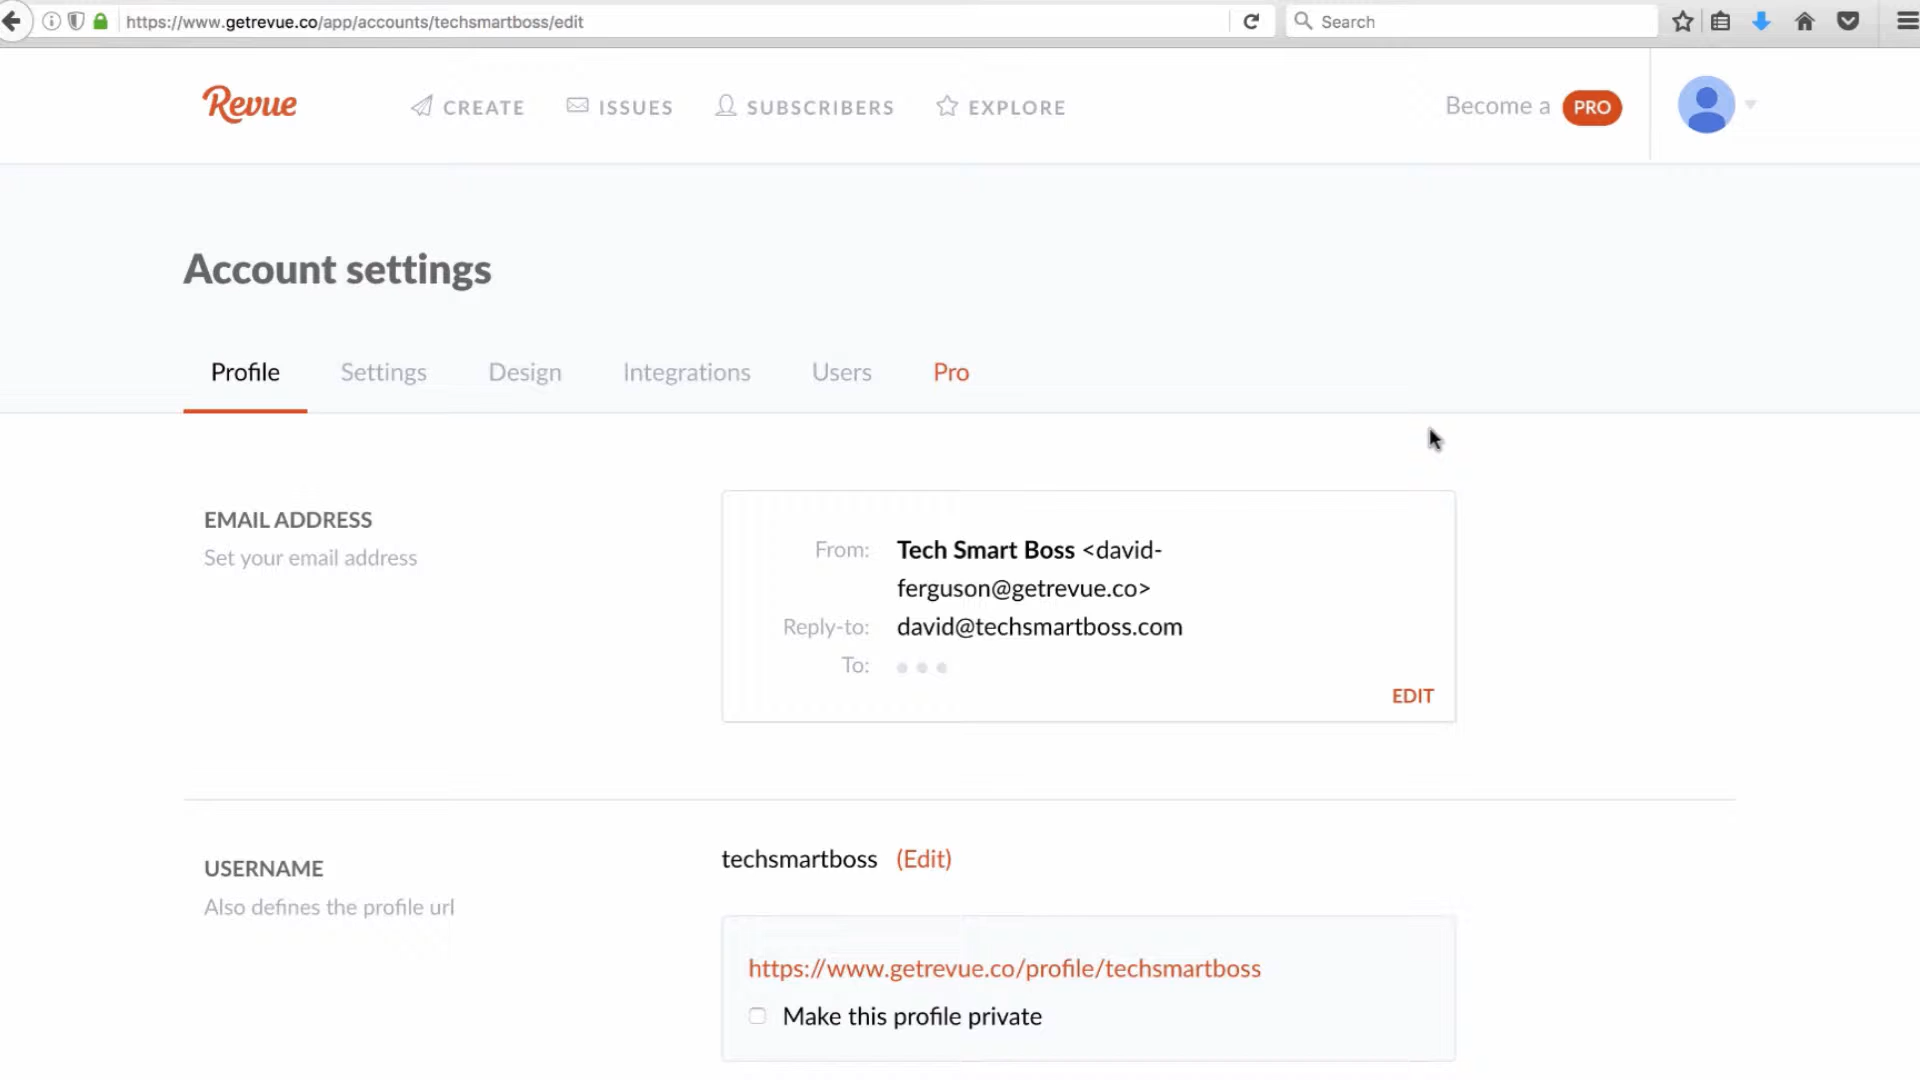 https://www.getrevue.co/app/accounts/techsmartboss/edit
Search
Revue
CREATE
ISSUES
SUBSCRIBERS
EXPLORE
Become a PRO
Account settings
Profile
Settings
Design
Integrations
Users
Pro
EMAIL ADDRESS
Set your email address
From: Tech Smart Boss <david-
ferguson@getrevue.co>
Reply-to: david@techsmartboss.com
To:
EDIT
USERNAME
Also defines the profile url
techsmartboss (Edit)
https://www.getrevue.co/profile/techsmartboss
Make this profile private